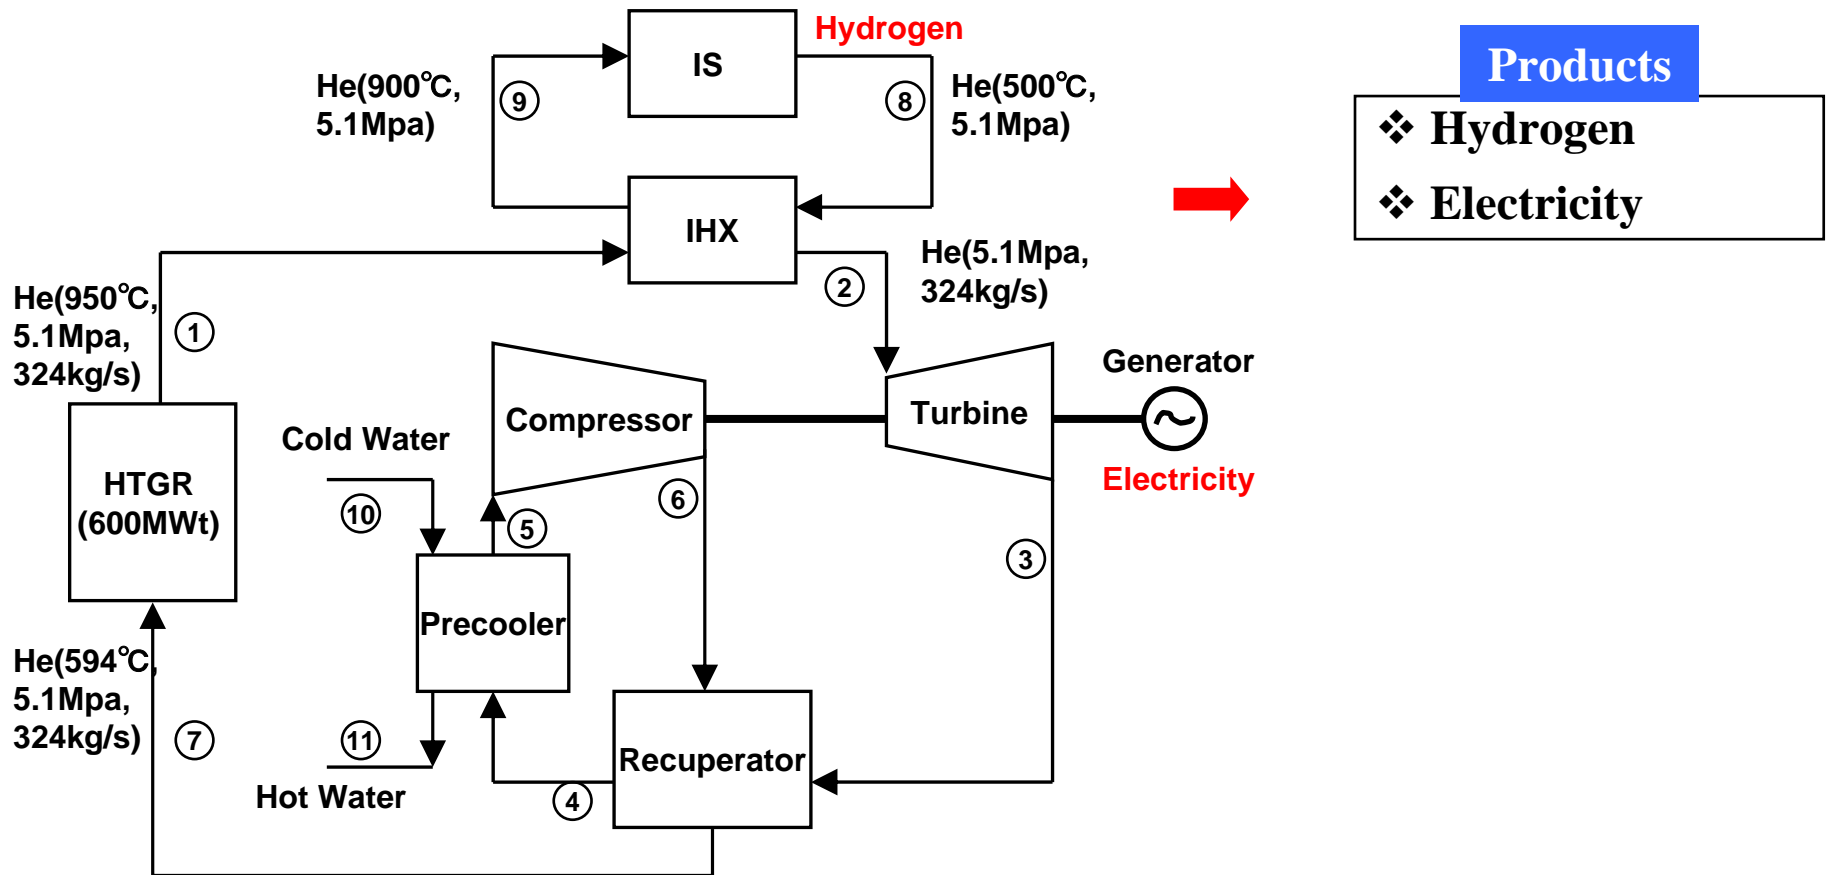 IS
Hydrogen
He(900℃,
5.1Mpa)
9
8
He(500℃,
5.1Mpa)
Products
❖ Hydrogen
❖ Electricity
IHX
He(5.1Mpa,
324kg/s)
2
He(950℃,
5.1Mpa,
324kg/s)
1
Generator
Compressor
Turbine
Electricity
Cold Water
10
5
6
3
HTGR
(600MWt)
Precooler
He(594℃,
5.1Mpa,
324kg/s)
7
11
Hot Water
4
Recuperator